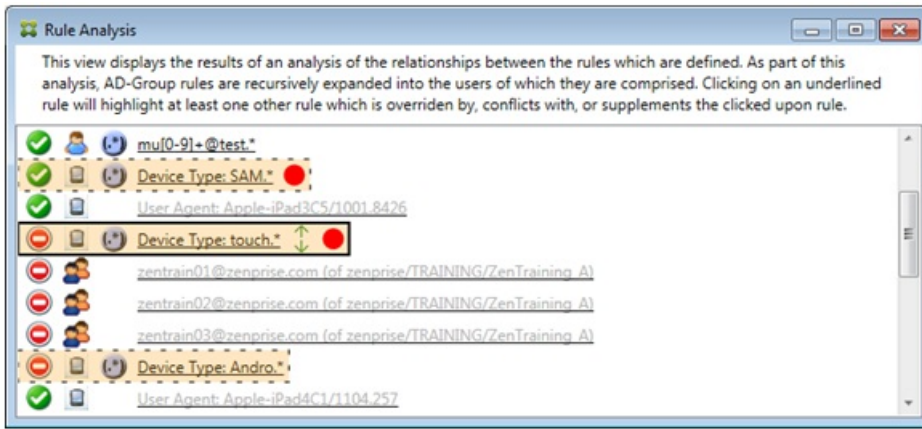 Rule Analysis
This view displays the results of an analysis of the relationships between the rules which are defined. As part of this
analysis, AD-Group rules are recursively expanded into the users of which they are comprised. Clicking on an underlined
rule will highlight at least one other rule which is overriden by, conflicts with, or supplements the clicked upon rule.
(.*) mu[0-9]+@test.*
(.*) Device Type: SAM.*
User Agent: Apple-iPad3C5/1001.8426
(.*) Device Type: touch.*
zentrain01@zenprise.com (of zenprise/TRAINING/ZenTraining_A)
zentrain02@zenprise.com (of zenprise/TRAINING/ZenTraining_A)
zentrain03@zenprise.com (of zenprise/TRAINING/ZenTraining_A)
(.*) Device Type: Andro.*
User Agent: Apple-iPad4C1/1104.257